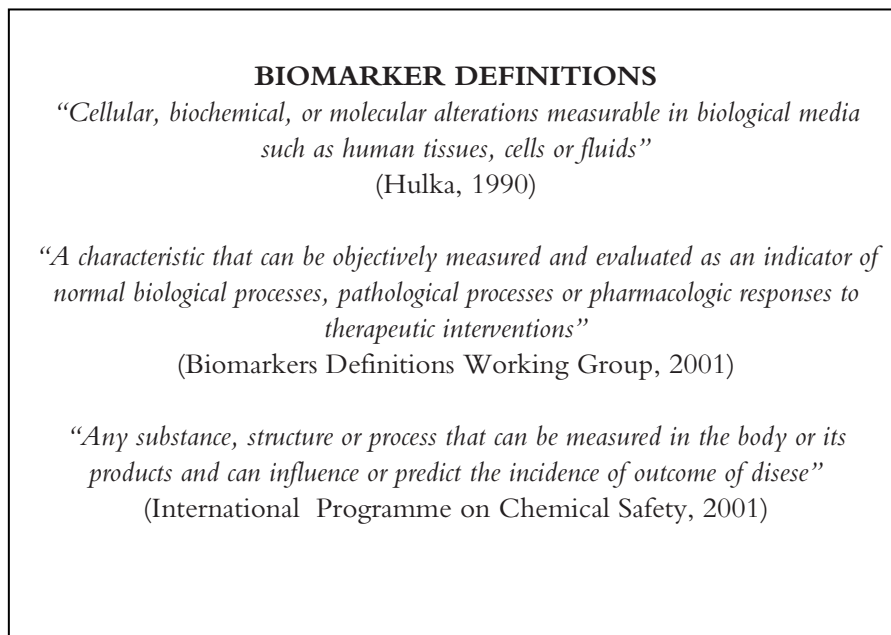 BIOMARKER DEFINITIONS
“Cellular, biochemical, or molecular alterations measurable in biological media
such as human tissues, cells or fluids”
(Hulka, 1990)
“A characteristic that can be objectively measured and evaluated as an indicator of
normal biological processes, pathological processes or pharmacologic responses to
therapeutic interventions”
(Biomarkers Definitions Working Group, 2001)
“Any substance, structure or process that can be measured in the body or its
products and can influence or predict the incidence of outcome of disese”
(International Programme on Chemical Safety, 2001)